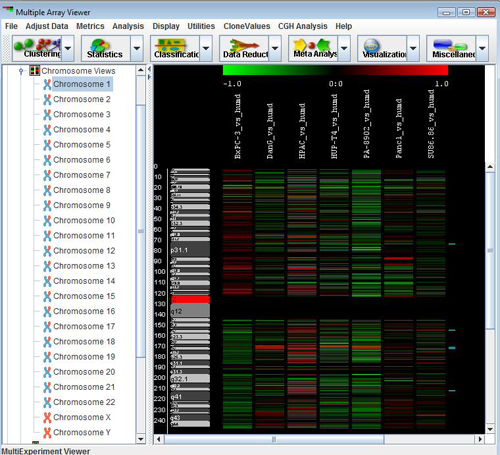 Multiple Array Viewer
File Adjust Data Metrics Analysis Display Utilities CloneValues CGH Analysis Help
Clustering Statistics Classificatio Data Reduct Meta Analys Visualizatio Miscellane
Chromosome Views
Chromosome 1
Chromosome 2
Chromosome 3
Chromosome 4
Chromosome 5
Chromosome 6
Chromosome 7
Chromosome 8
Chromosome 9
Chromosome 10
Chromosome 11
Chromosome 12
Chromosome 13
Chromosome 14
Chromosome 15
Chromosome 16
Chromosome 17
Chromosome 18
Chromosome 19
Chromosome 20
Chromosome 21
Chromosome 22
Chromosome X
Chromosome Y
-1.0 0.0 1.0
BxPC-3_vs_humd
DanG_vs_humd
HPAC_vs_humd
HUP-T4_vs_humd
PA-8902_vs_humd
Panc1_vs_humd
SU86.86_vs_humd
0
10
20
30
40
50
60
70
80
p31.1
90
100
110
120
130
140
q12
150
160
170
180
190
200
210
q41
220
230
q43
240
MultiExperiment Viewer